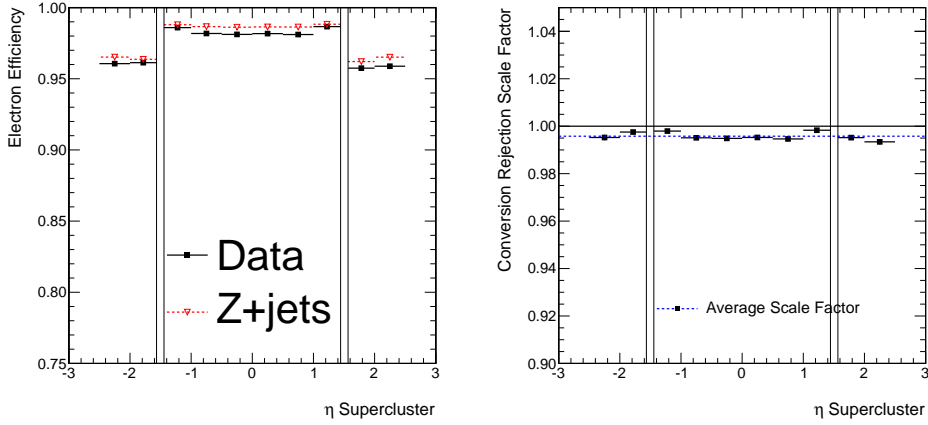 Electron Efficiency
1.00
0.95
0.90
0.85
0.80
0.75
Data
Z+jets
-3 -2 -1 0 1 2 3
η Supercluster
Conversion Rejection Scale Factor
1.04
1.02
1.00
0.98
0.96
0.94
0.92
0.90
Average Scale Factor
-3 -2 -1 0 1 2 3
η Supercluster